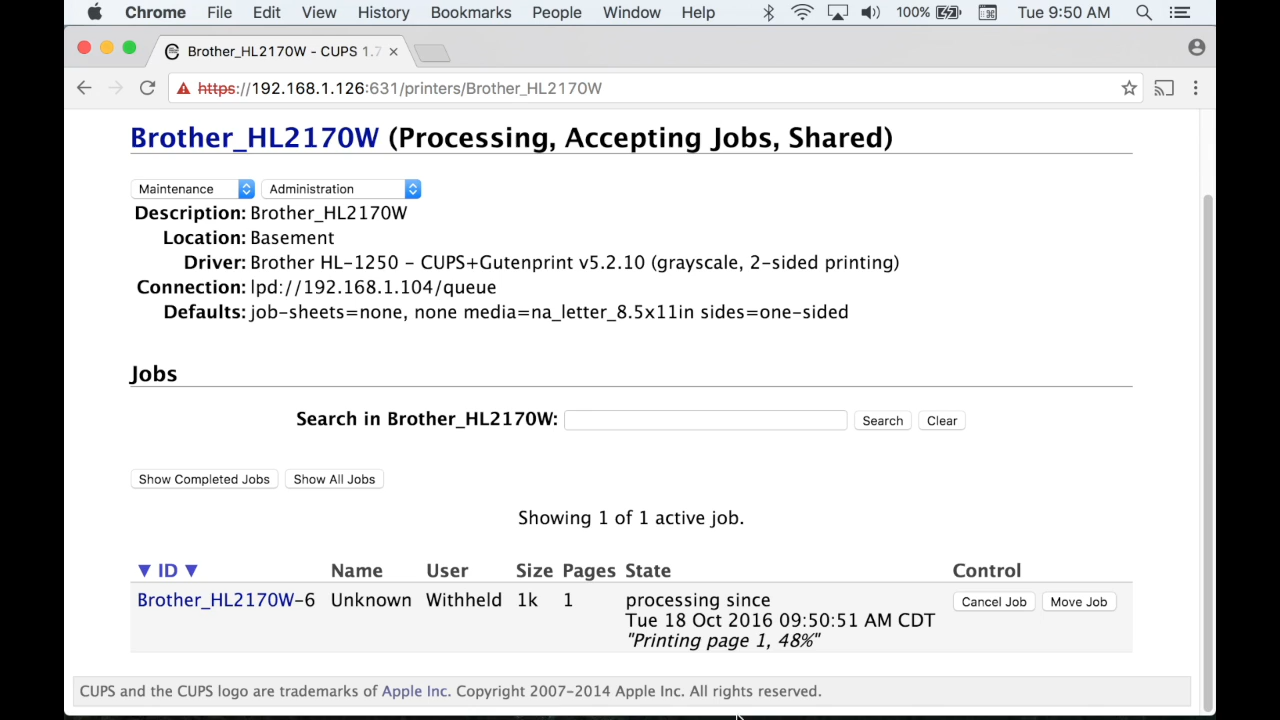 Chrome File Edit View History Bookmarks People Window Help 100% Tue 9:50 AM
Brother_HL2170W - CUPS 1.7
https://192.168.1.126:631/printers/Brother_HL2170W
Brother_HL2170W (Processing, Accepting Jobs, Shared)
Maintenance Administration
Description: Brother_HL2170W
Location: Basement
Driver: Brother HL-1250 - CUPS+Gutenprint v5.2.10 (grayscale, 2-sided printing)
Connection: lpd://192.168.1.104/queue
Defaults: job-sheets=none, none media=na_letter_8.5x11in sides=one-sided
Jobs
Search in Brother_HL2170W: Search Clear
Show Completed Jobs Show All Jobs
Showing 1 of 1 active job.
▼ ID ▼ Name User Size Pages State Control
Brother_HL2170W-6 Unknown Withheld 1k 1 processing since Cancel Job Move Job
Tue 18 Oct 2016 09:50:51 AM CDT
"Printing page 1, 48%"
CUPS and the CUPS logo are trademarks of Apple Inc. Copyright 2007-2014 Apple Inc. All rights reserved.